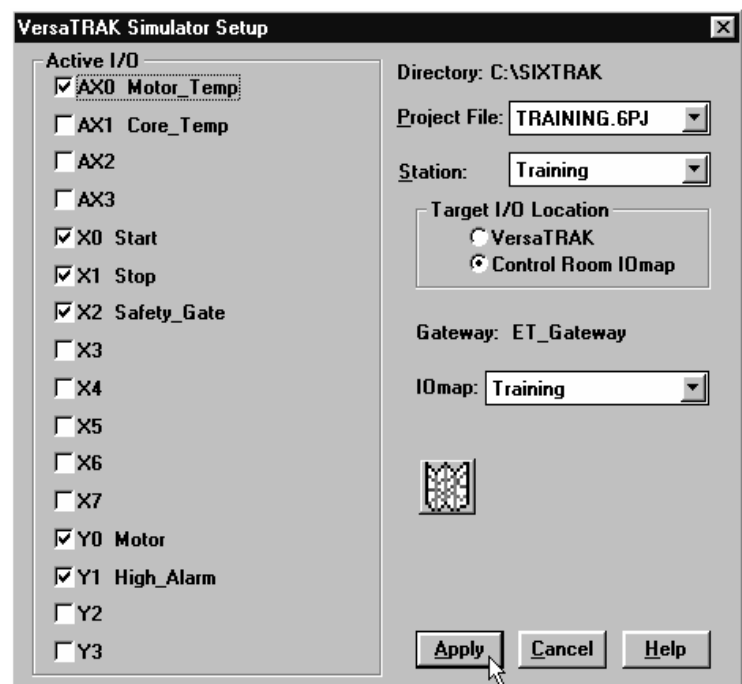 VersaTRAK Simulator Setup
Active I/O
AX0 Motor_Temp
AX1 Core_Temp
AX2
AX3
X0 Start
X1 Stop
X2 Safety_Gate
X3
X4
X5
X6
X7
Y0 Motor
Y1 High_Alarm
Y2
Y3
Directory: C:\SIXTRAK
Project File: TRAINING.6PJ
Station: Training
Target I/O Location
VersaTRAK
Control Room IOmap
Gateway: ET_Gateway
IOmap: Training
Apply Cancel Help